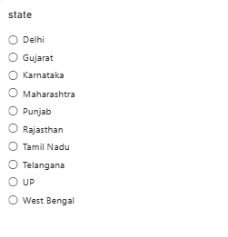 state
Delhi
Gujarat
Karnataka
Maharashtra
Punjab
Rajasthan
Tamil Nadu
Telangana
UP
West Bengal